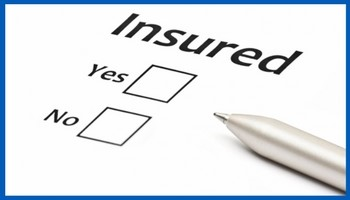 Insured
Yes
No